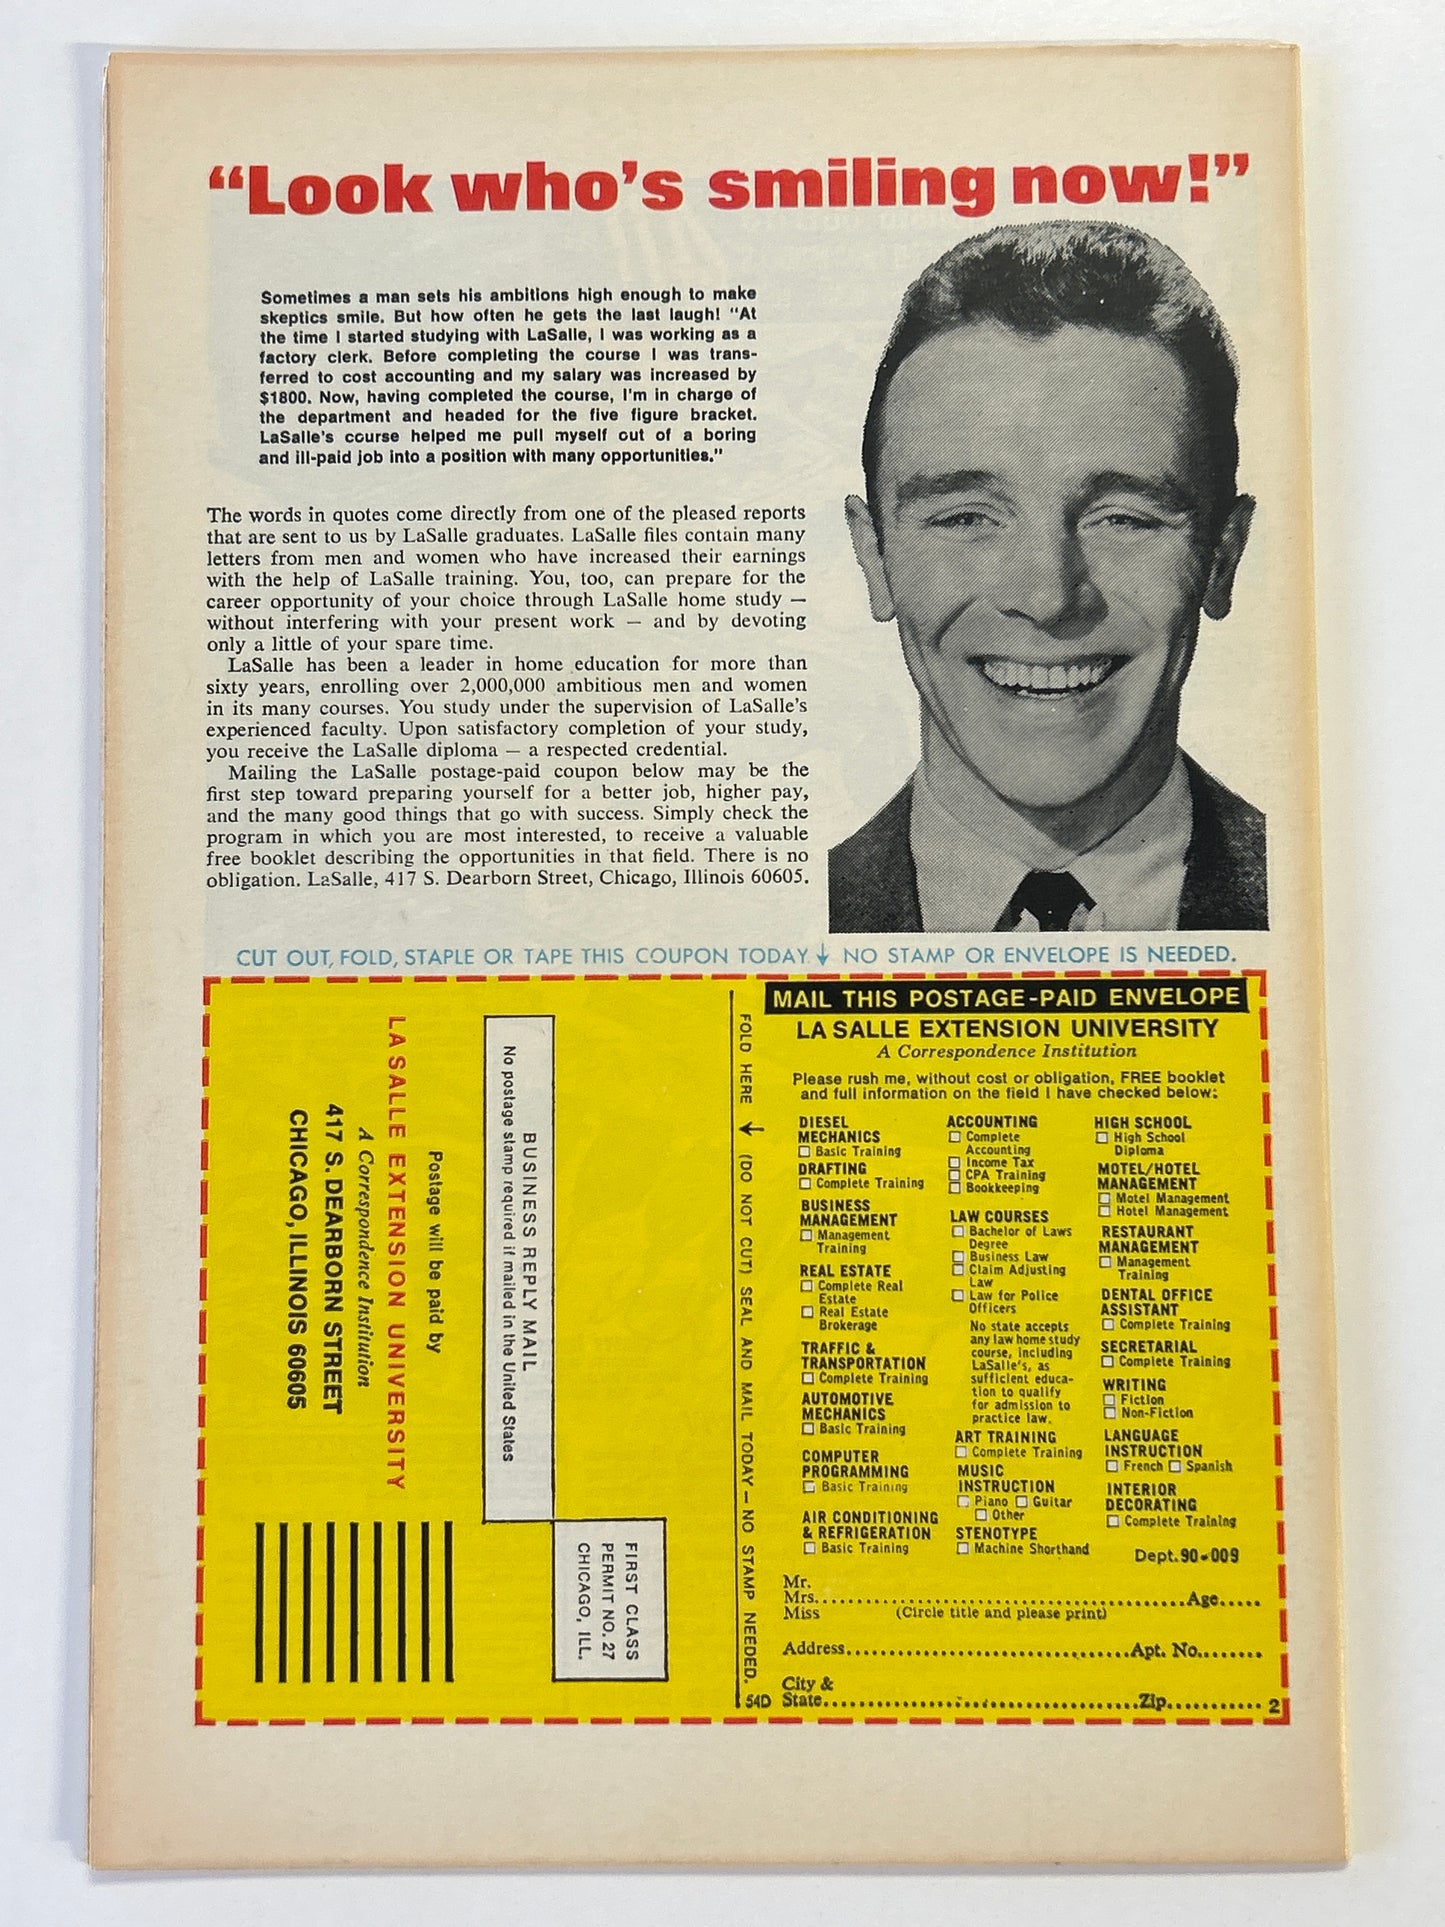 “Look who’s smiling now!”
Sometimes a man sets his ambitions high enough to make
skeptics smile. But how often he gets the last laugh! “At
the time I started studying with LaSalle, I was working as a
factory clerk. Before completing the course I was trans-
ferred to cost accounting and my salary was increased by
$1800. Now, having completed the course, I’m in charge of
the department and headed for the five figure bracket.
LaSalle’s course helped me pull myself out of a boring
and ill-paid job into a position with many opportunities.”
The words in quotes come directly from one of the pleased reports
that are sent to us by LaSalle graduates. LaSalle files contain many
letters from men and women who have increased their earnings
with the help of LaSalle training. You, too, can prepare for the
career opportunity of your choice through LaSalle home study —
without interfering with your present work — and by devoting
only a little of your spare time.
LaSalle has been a leader in home education for more than
sixty years, enrolling over 2,000,000 ambitious men and women
in its many courses. You study under the supervision of LaSalle’s
experienced faculty. Upon satisfactory completion of your study,
you receive the LaSalle diploma — a respected credential.
Mailing the LaSalle postage-paid coupon below may be the
first step toward preparing yourself for a better job, higher pay,
and the many good things that go with success. Simply check the
program in which you are most interested, to receive a valuable
free booklet describing the opportunities in that field. There is no
obligation. LaSalle, 417 S. Dearborn Street, Chicago, Illinois 60605.
CUT OUT, FOLD, STAPLE OR TAPE THIS COUPON TODAY. ↓ NO STAMP OR ENVELOPE IS NEEDED.
FIRST CLASS
PERMIT NO. 27
CHICAGO, ILL.
BUSINESS REPLY MAIL
No postage stamp required if mailed in the United States
Postage will be paid by
LA SALLE EXTENSION UNIVERSITY
A Correspondence Institution
417 S. DEARBORN STREET
CHICAGO, ILLINOIS 60605
FOLD HERE ← (DO NOT CUT) SEAL AND MAIL TODAY — NO STAMP NEEDED.
54D
MAIL THIS POSTAGE-PAID ENVELOPE
LA SALLE EXTENSION UNIVERSITY
A Correspondence Institution
Please rush me, without cost or obligation, FREE booklet
and full information on the field I have checked below:
DIESEL
MECHANICS
☐ Basic Training
DRAFTING
☐ Complete Training
BUSINESS
MANAGEMENT
☐ Management
Training
REAL ESTATE
☐ Complete Real
Estate
☐ Real Estate
Brokerage
TRAFFIC &
TRANSPORTATION
☐ Complete Training
AUTOMOTIVE
MECHANICS
☐ Basic Training
COMPUTER
PROGRAMMING
☐ Basic Training
AIR CONDITIONING
& REFRIGERATION
☐ Basic Training
ACCOUNTING
☐ Complete
Accounting
☐ Income Tax
☐ CPA Training
☐ Bookkeeping
LAW COURSES
☐ Bachelor of Laws
Degree
☐ Business Law
☐ Claim Adjusting
Law
☐ Law for Police
Officers
No state accepts
any law home study
course, including
LaSalle’s, as
sufficient educa-
tion to qualify
for admission to
practice law.
ART TRAINING
☐ Complete Training
MUSIC
INSTRUCTION
☐ Piano ☐ Guitar
☐ Other
STENOTYPE
☐ Machine Shorthand
HIGH SCHOOL
☐ High School
Diploma
MOTEL/HOTEL
MANAGEMENT
☐ Motel Management
☐ Hotel Management
RESTAURANT
MANAGEMENT
☐ Management
Training
DENTAL OFFICE
ASSISTANT
☐ Complete Training
SECRETARIAL
☐ Complete Training
WRITING
☐ Fiction
☐ Non-Fiction
LANGUAGE
INSTRUCTION
☐ French ☐ Spanish
INTERIOR
DECORATING
☐ Complete Training
Dept. 90-009
Mr.
Mrs. Age
Miss (Circle title and please print)
Address Apt. No.
City &
State Zip 2